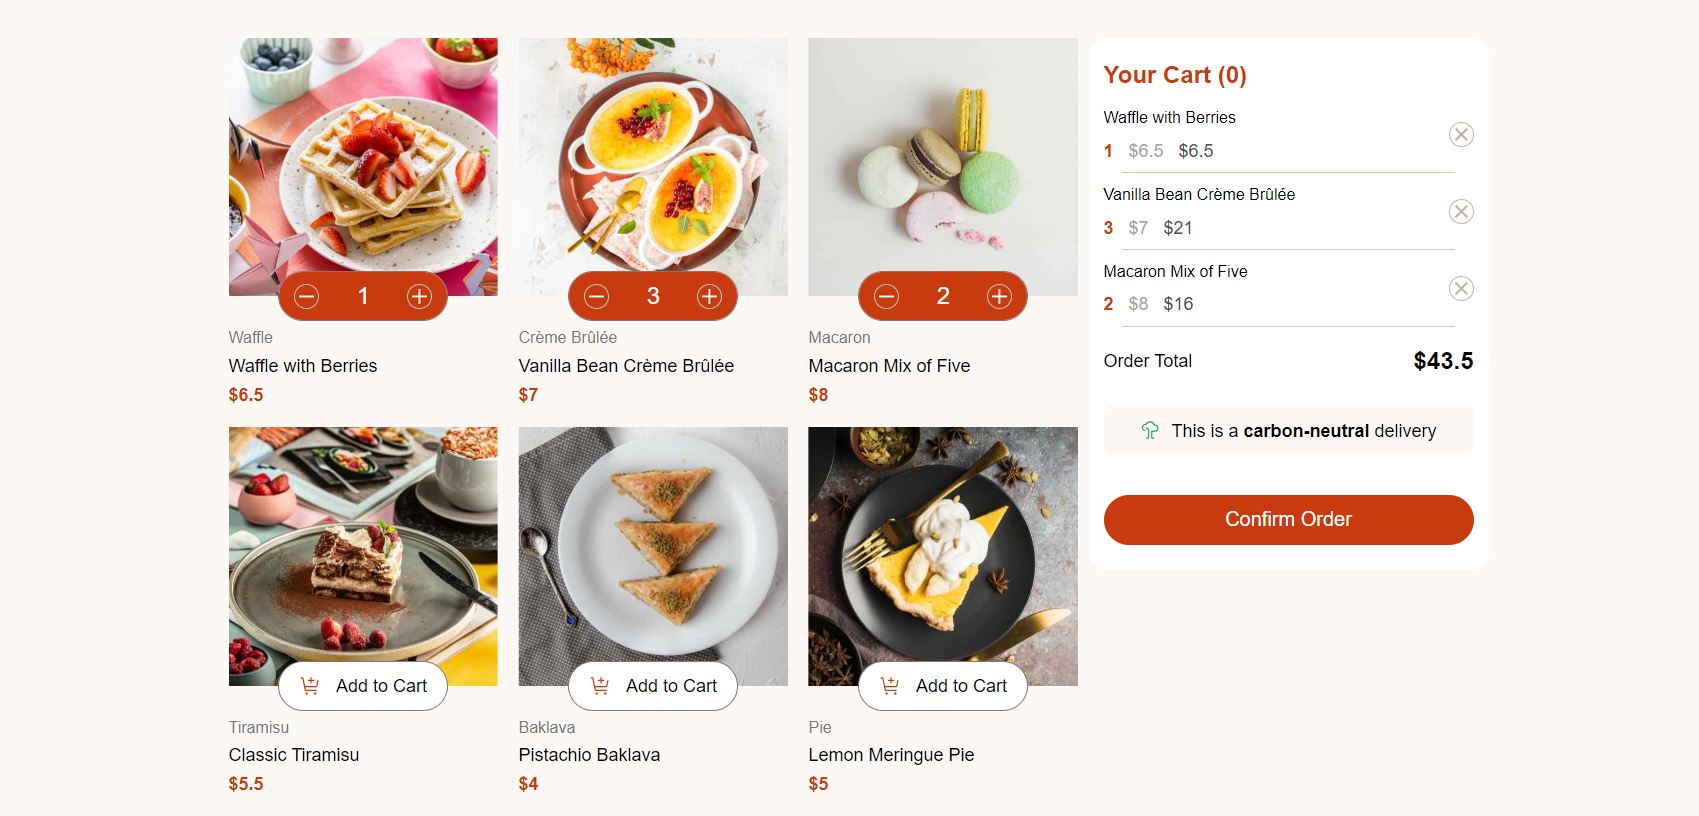 1
Waffle
Waffle with Berries
$6.5
3
Crème Brûlée
Vanilla Bean Crème Brûlée
$7
2
Macaron
Macaron Mix of Five
$8
Add to Cart
Tiramisu
Classic Tiramisu
$5.5
Add to Cart
Baklava
Pistachio Baklava
$4
Add to Cart
Pie
Lemon Meringue Pie
$5
Your Cart (0)
Waffle with Berries
1 $6.5 $6.5
Vanilla Bean Crème Brûlée
3 $7 $21
Macaron Mix of Five
2 $8 $16
Order Total $43.5
This is a carbon-neutral delivery
Confirm Order